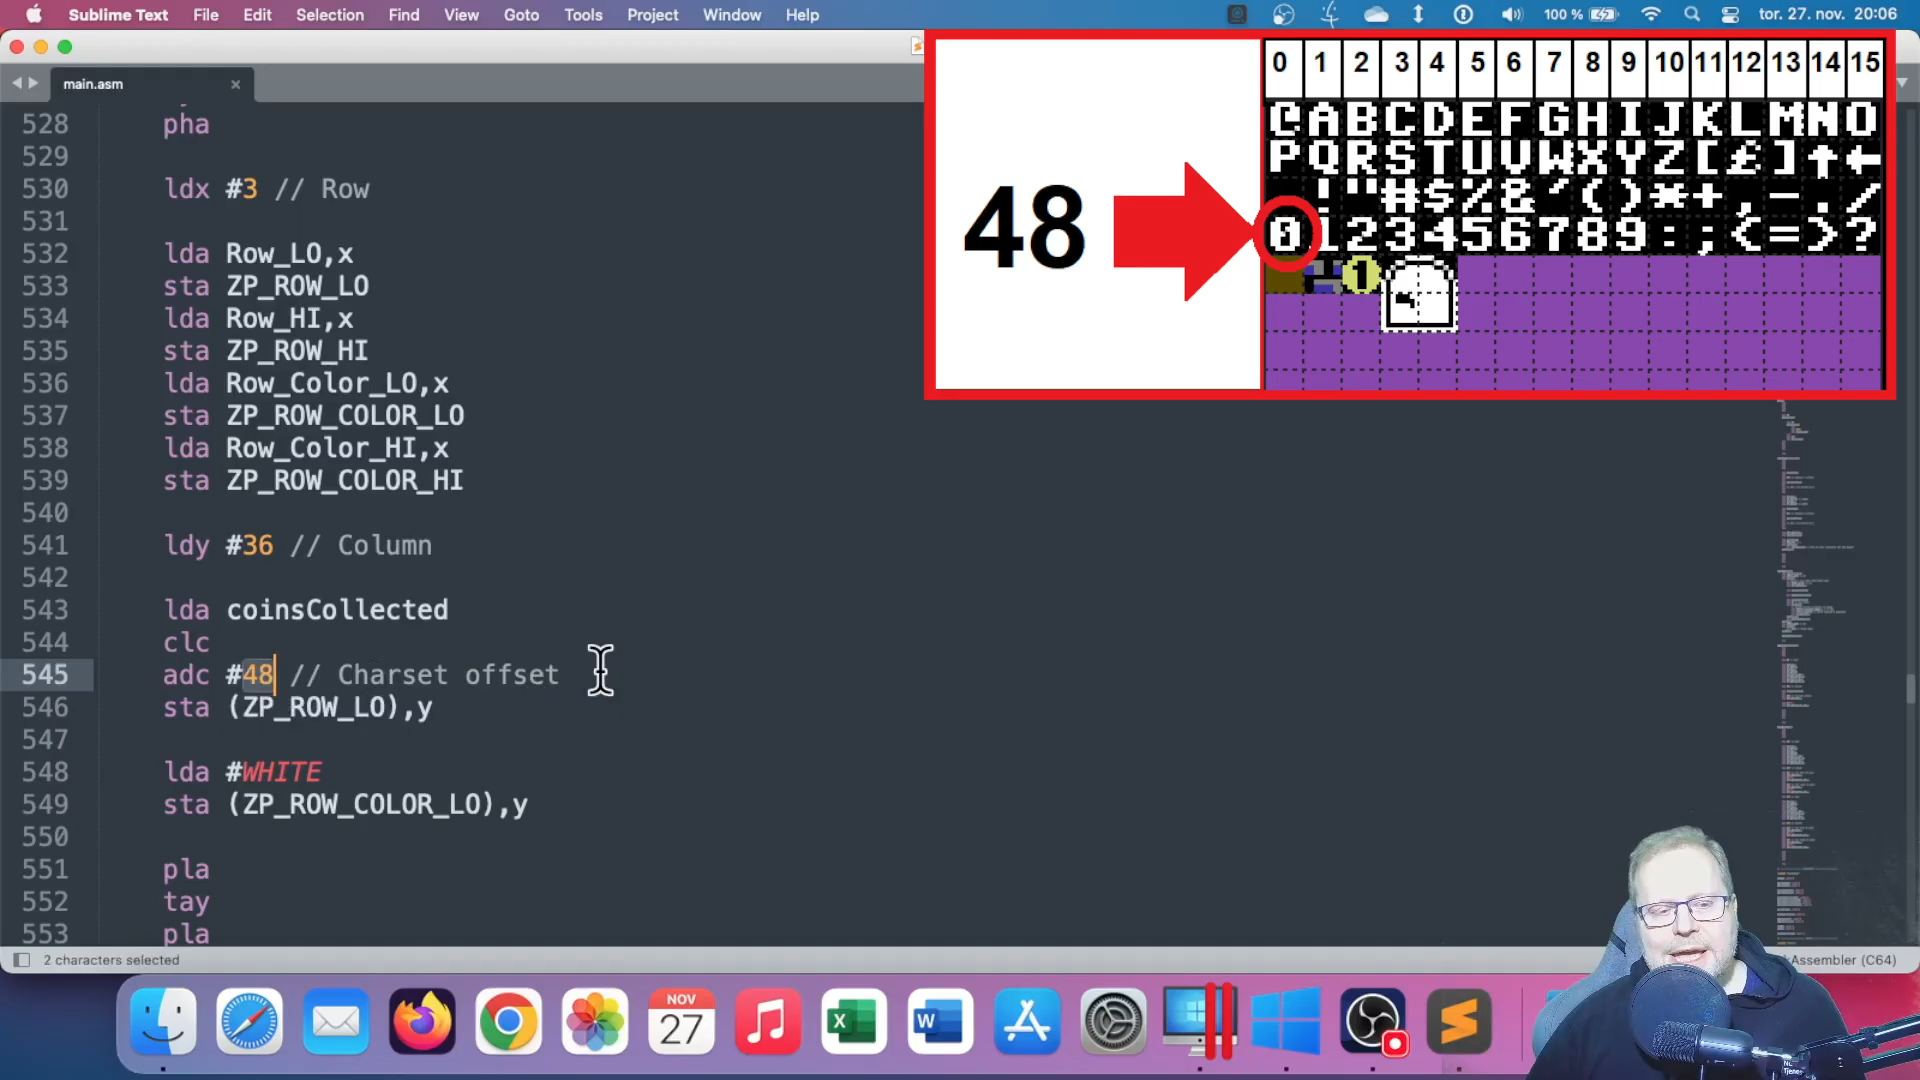 Sublime Text File Edit Selection Find View Goto Tools Project Window Help 100 % tor. 27. nov. 20:06
main.asm ×
528 pha
529
530 ldx #3 // Row
531
532 lda Row_LO,x
533 sta ZP_ROW_LO
534 lda Row_HI,x
535 sta ZP_ROW_HI
536 lda Row_Color_LO,x
537 sta ZP_ROW_COLOR_LO
538 lda Row_Color_HI,x
539 sta ZP_ROW_COLOR_HI
540
541 ldy #36 // Column
542
543 lda coinsCollected
544 clc
545 adc #48 // Charset offset
546 sta (ZP_ROW_LO),y
547
548 lda #WHITE
549 sta (ZP_ROW_COLOR_LO),y
550
551 pla
552 tay
553 pla
0 1 2 3 4 5 6 7 8 9 10 11 12 13 14 15
@ABCDEFGHIJKLMNO
PQRSTUVWXYZ[£]↑←
!"#$%&'()*+,-./
0123456789:;<=>?
1
48
2 characters selected
kAssembler (C64)
NOV
27
X
W